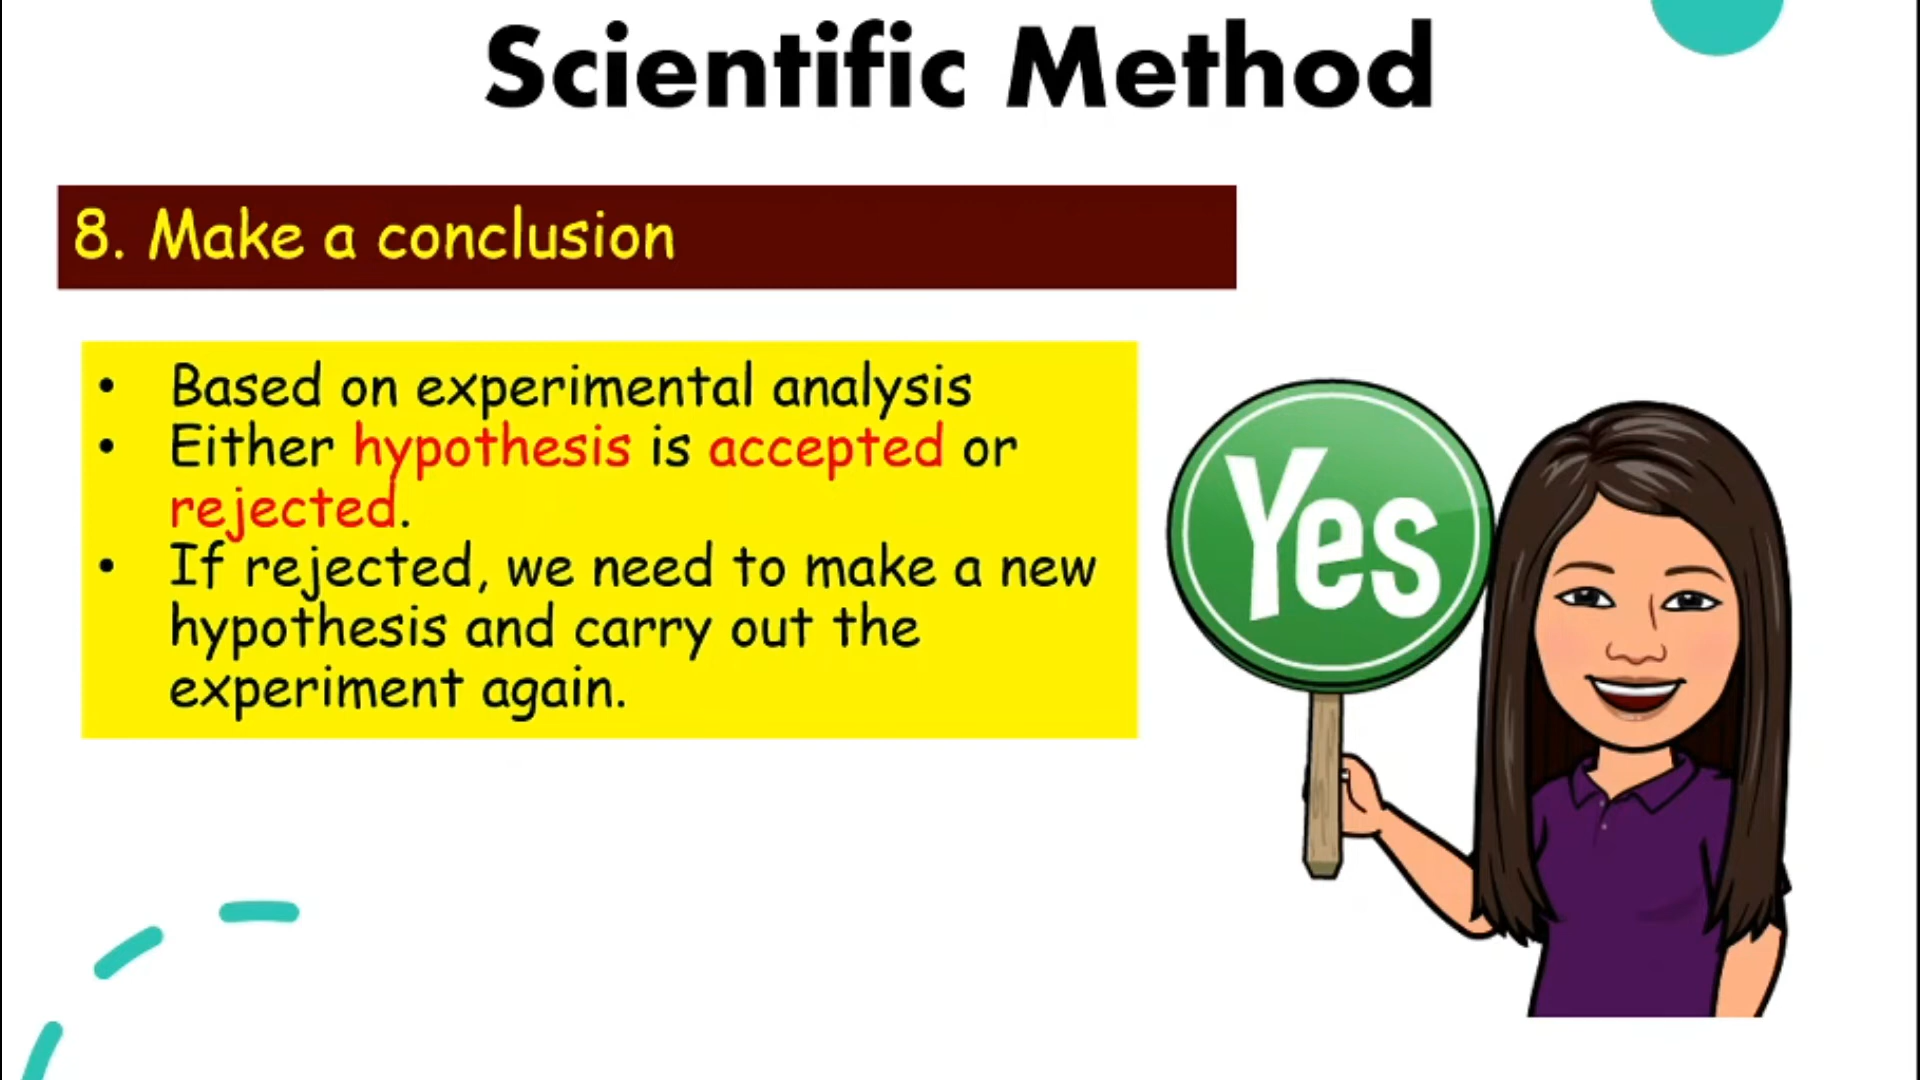 Scientific Method
8. Make a conclusion
• Based on experimental analysis
• Either hypothesis is accepted or
rejected.
• If rejected, we need to make a new
hypothesis and carry out the
experiment again.
Yes